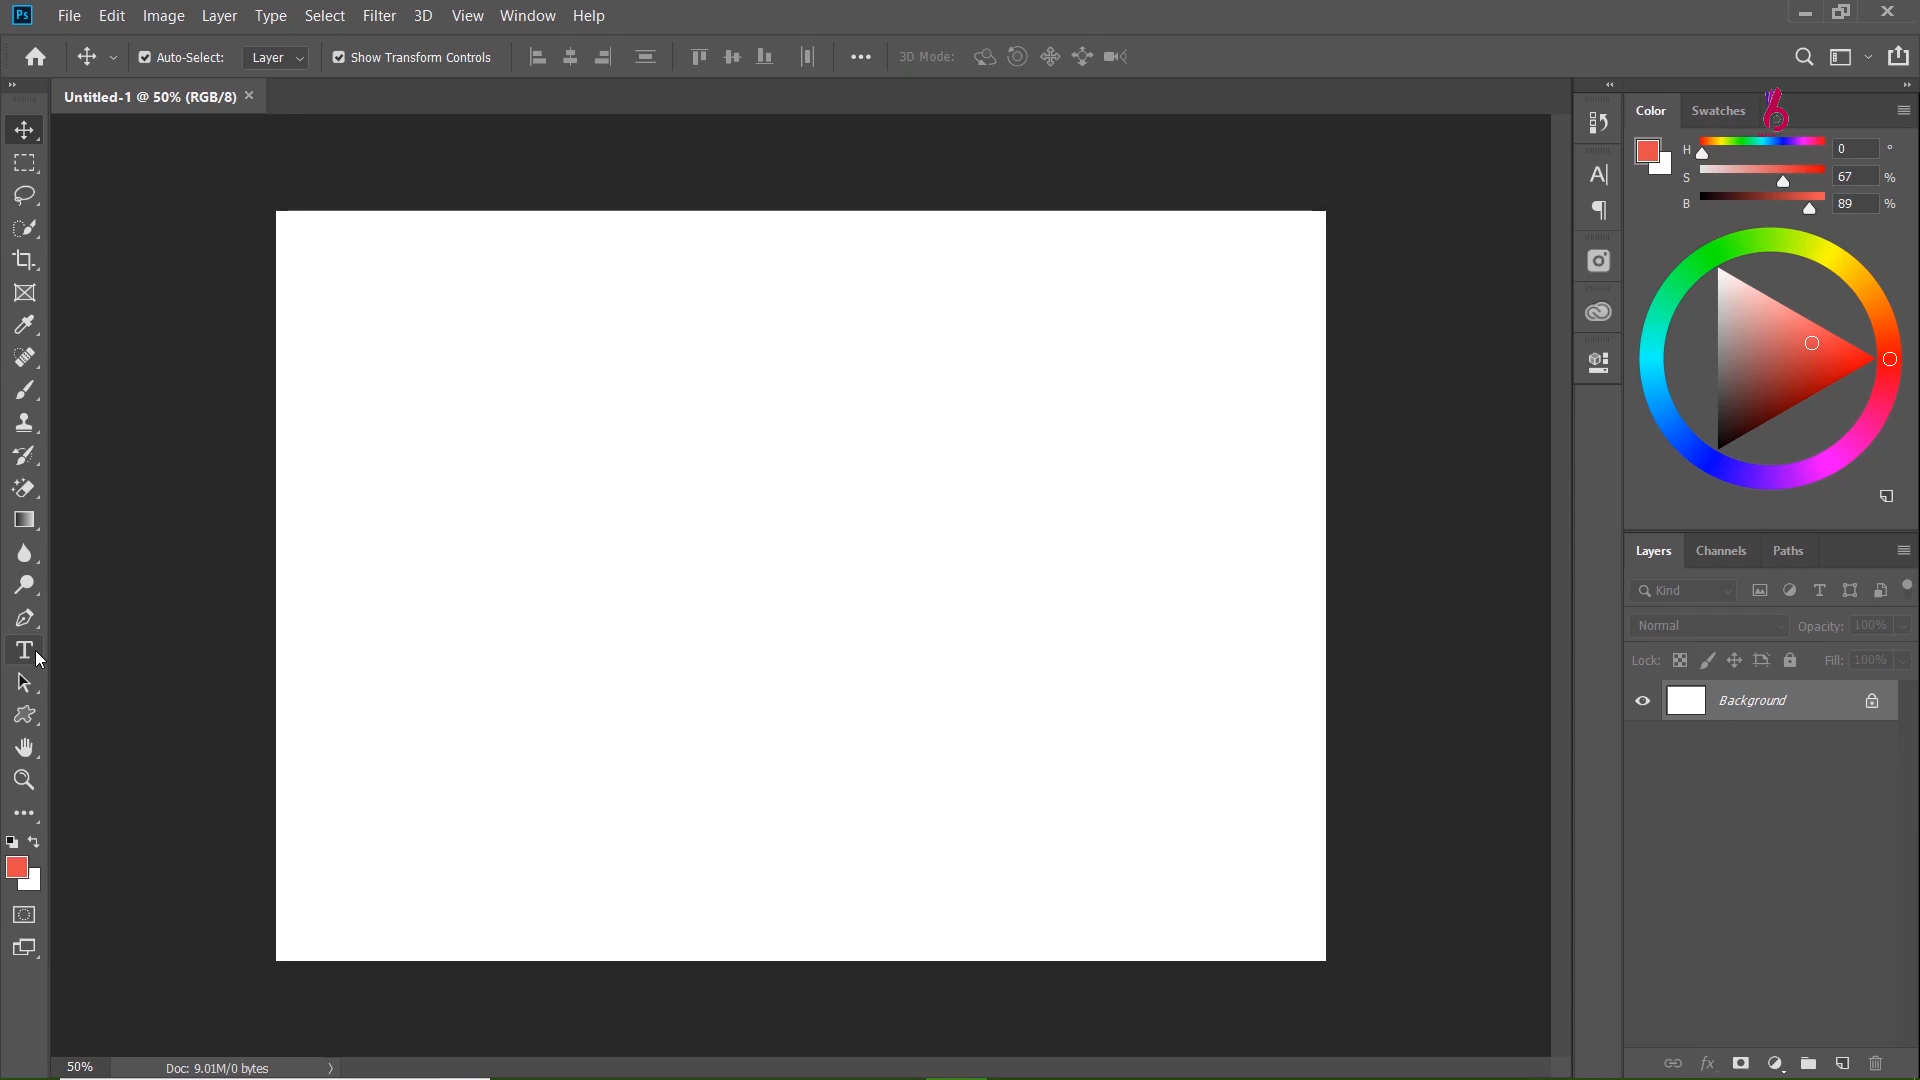 Ps File Edit Image Layer Type Select Filter 3D View Window Help
Auto-Select: Layer Show Transform Controls 3D Mode:
Untitled-1 @ 50% (RGB/8)
Color Swatches
H 0 °
S 67 %
B 89 %
Layers Channels Paths
Kind
Normal Opacity: 100%
Lock: Fill: 100%
Background
fx
50% Doc: 9.01M/0 bytes